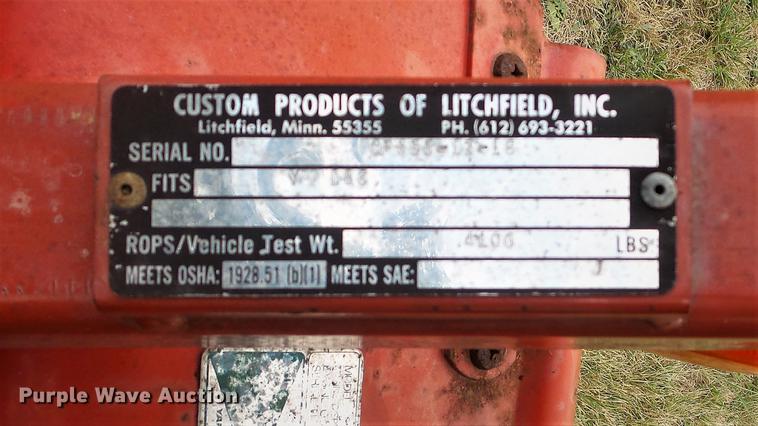 CUSTOM PRODUCTS OF LITCHFIELD, INC.
Litchfield, Minn. 55355 PH. (612) 693-3221
SERIAL NO.
FITS
ROPS/Vehicle Test Wt. LBS
MEETS OSHA: 1928.51 (b)(1) MEETS SAE: J
Purple Wave Auction